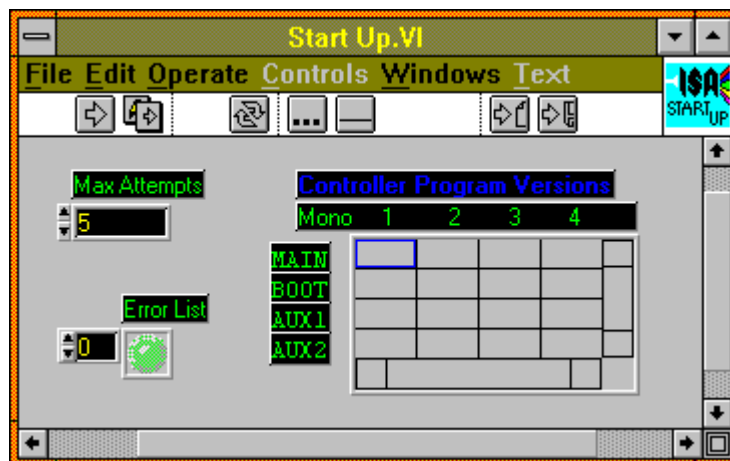 Start Up.VI
File Edit Operate Controls Windows Text
ISA
START UP
Max Attempts
5
Controller Program Versions
Mono 1 2 3 4
MAIN
BOOT
AUX1
AUX2
Error List
0